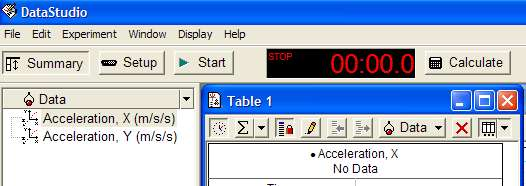 DataStudio
File Edit Experiment Window Display Help
Summary Setup Start STOP 00:00.0 Calculate
Data
Acceleration, X (m/s/s)
Acceleration, Y (m/s/s)
Table 1
Σ Data
Acceleration, X
No Data